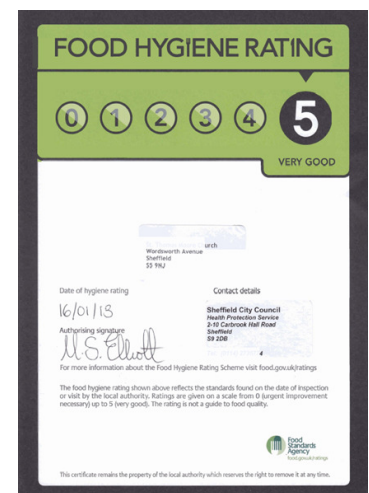 FOOD HYGIENE RATING
0 1 2 3 4 5
VERY GOOD
urch
Wordsworth Avenue
Sheffield
S5 9NJ
Date of hygiene rating
Contact details
16/01/13
Sheffield City Council
Health Protection Service
2-10 Carbrook Hall Road
Sheffield
S9 2DB
4
Authorising signature
M.S. Elliott
For more information about the Food Hygiene Rating Scheme visit food.gov.uk/ratings
The food hygiene rating shown above reflects the standards found on the date of inspection
or visit by the local authority. Ratings are given on a scale from 0 (urgent improvement
necessary) up to 5 (very good). The rating is not a guide to food quality.
Food
Standards
Agency
food.gov.uk/ratings
This certificate remains the property of the local authority which reserves the right to remove it at any time.